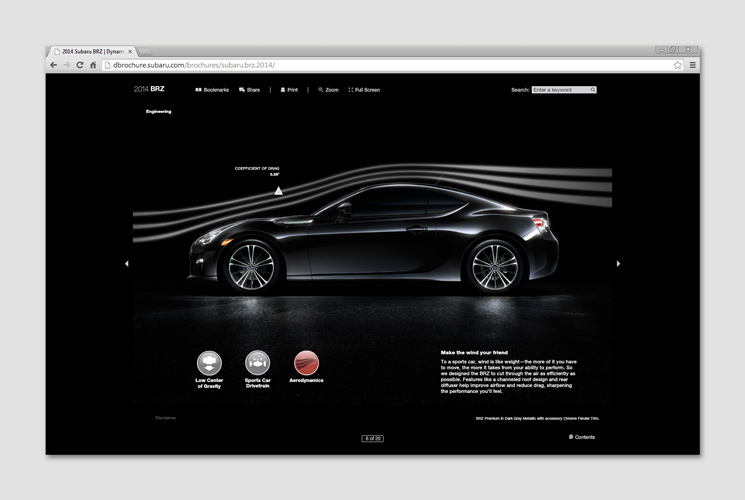 2014 Subaru BRZ | Dynami
dbrochure.subaru.com/brochures/subaru.brz.2014/
2014 BRZ
Bookmarks
Share
Print
Zoom
Full Screen
Search:
Enter a keyword
Engineering
COEFFICIENT OF DRAG
Low Center
of Gravity
Sports Car
Drivetrain
Aerodynamics
Make the wind your friend
To a sports car, wind is like weight—the more of it you have
to move, the more it takes from your ability to perform. So
we designed the BRZ to cut through the air as efficiently as
possible. Features like a channeled roof design and rear
diffuser help improve airflow and reduce drag, sharpening
the performance you'll feel.
Disclaimer
BRZ Premium in Dark Gray Metallic with accessory Chrome Fender Trim.
6 of 20
Contents